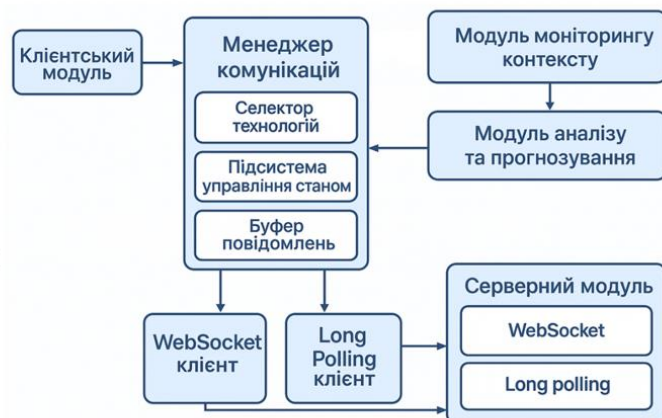 Клієнтський
модуль
Менеджер
комунікацій
Селектор
технологій
Підсистема
управління станом
Буфер
повідомлень
Модуль моніторингу
контексту
Модуль аналізу
та прогнозування
WebSocket
клієнт
Long
Polling
клієнт
Серверний модуль
WebSocket
Long polling